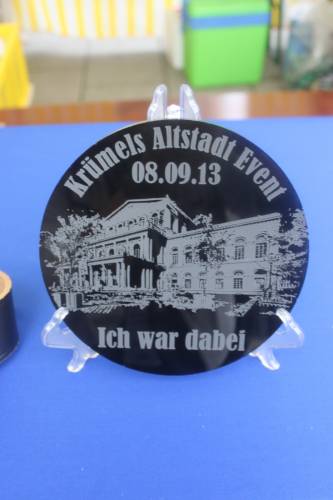 Krümels Altstadt Event
08.09.13
Ich war dabei